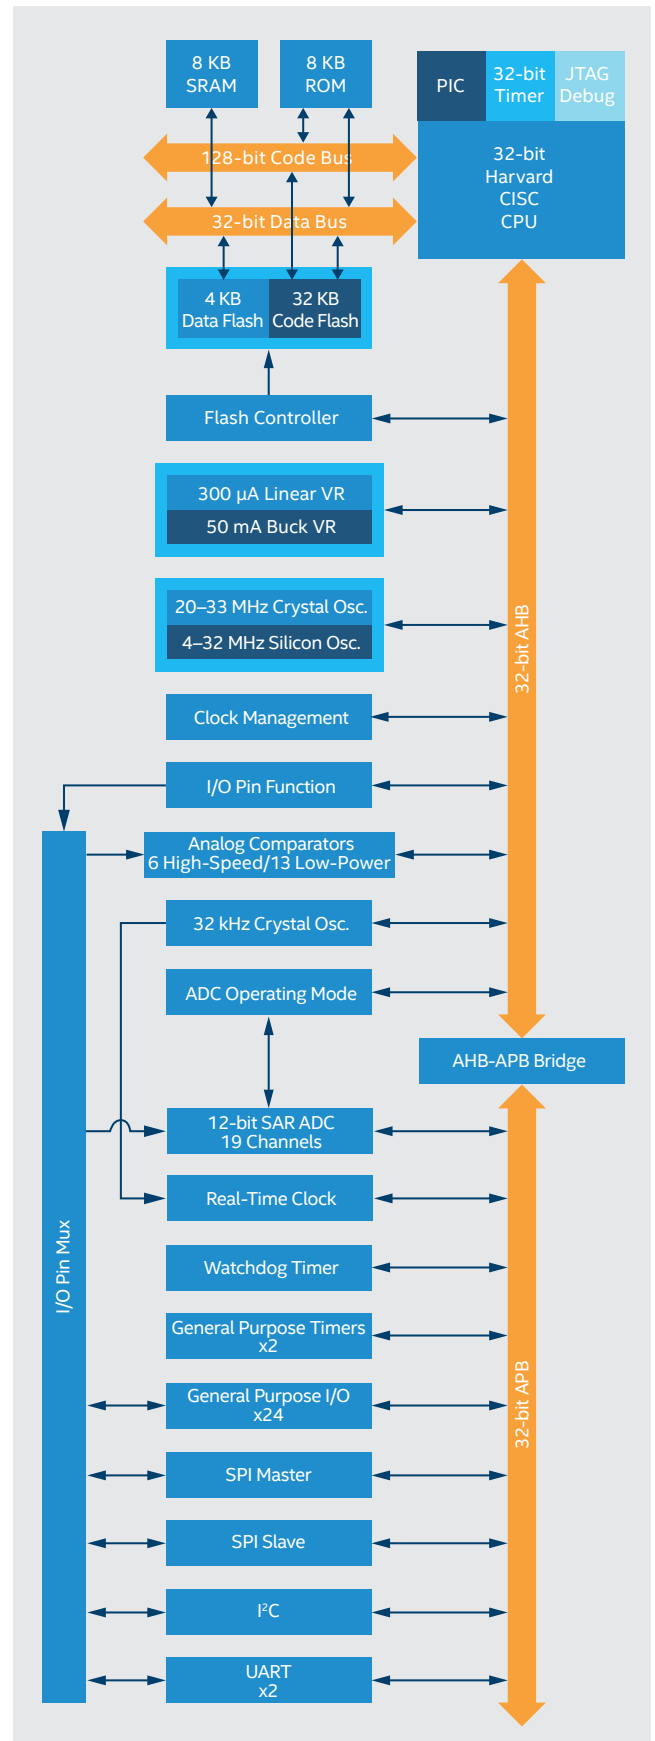 8 KB
SRAM
8 KB
ROM
PIC
32-bit
Timer
JTAG
Debug
128-bit Code Bus
32-bit
Harvard
CISC
CPU
32-bit Data Bus
4 KB
Data Flash
32 KB
Code Flash
Flash Controller
300 µA Linear VR
50 mA Buck VR
20–33 MHz Crystal Osc.
4–32 MHz Silicon Osc.
32-bit AHB
Clock Management
I/O Pin Function
Analog Comparators
6 High-Speed/13 Low-Power
32 kHz Crystal Osc.
ADC Operating Mode
AHB-APB Bridge
12-bit SAR ADC
19 Channels
Real-Time Clock
I/O Pin Mux
Watchdog Timer
General Purpose Timers
x2
General Purpose I/O
x24
32-bit APB
SPI Master
SPI Slave
I²C
UART
x2